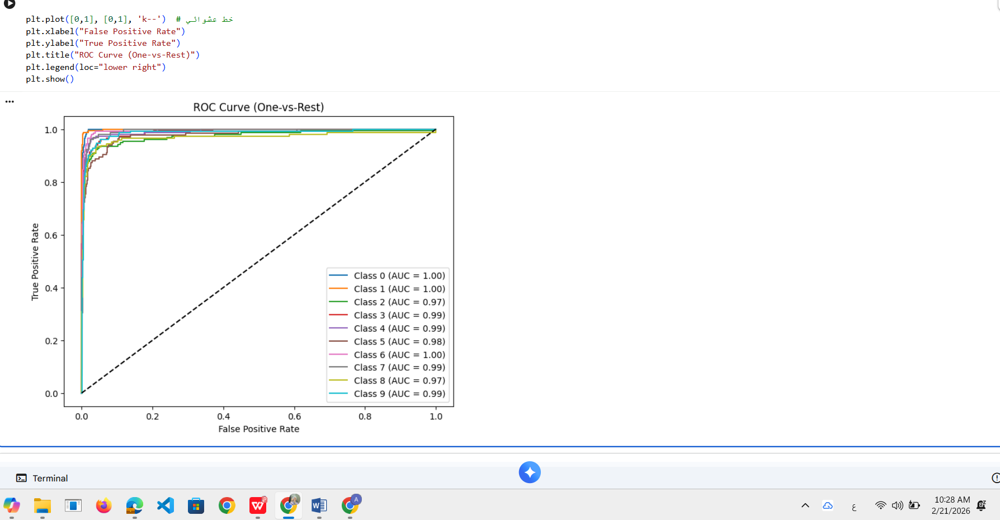 plt.plot([0,1], [0,1], 'k--')  # خط عشوائي
plt.xlabel("False Positive Rate")
plt.ylabel("True Positive Rate")
plt.title("ROC Curve (One-vs-Rest)")
plt.legend(loc="lower right")
plt.show()
ROC Curve (One-vs-Rest)
1.0
0.8
0.6
0.4
0.2
0.0
True Positive Rate
Class 0 (AUC = 1.00)
Class 1 (AUC = 1.00)
Class 2 (AUC = 0.97)
Class 3 (AUC = 0.99)
Class 4 (AUC = 0.99)
Class 5 (AUC = 0.98)
Class 6 (AUC = 1.00)
Class 7 (AUC = 0.99)
Class 8 (AUC = 0.97)
Class 9 (AUC = 0.99)
0.0 0.2 0.4 0.6 0.8 1.0
False Positive Rate
Terminal
ع
10:28 AM
2/21/2026